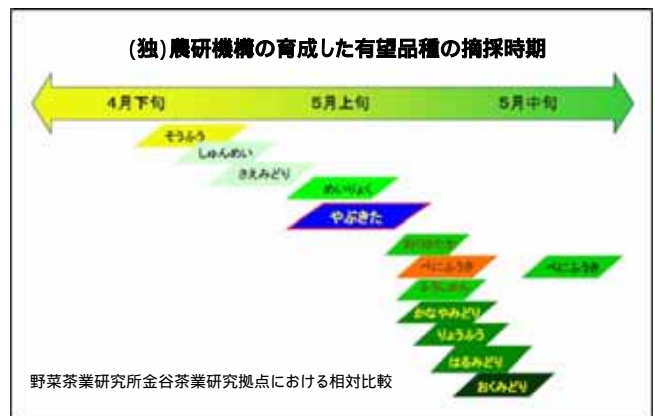 (独)農研機構の育成した有望品種の摘採時期
4月下旬 5月上旬 5月中旬
そうふう
しゅんめい
さえみどり
めいりょく
やぶきた
べにふうき べにふうき
かなやみどり
りょうふう
はるみどり
おくみどり
野菜茶業研究所金谷茶業研究拠点における相対比較